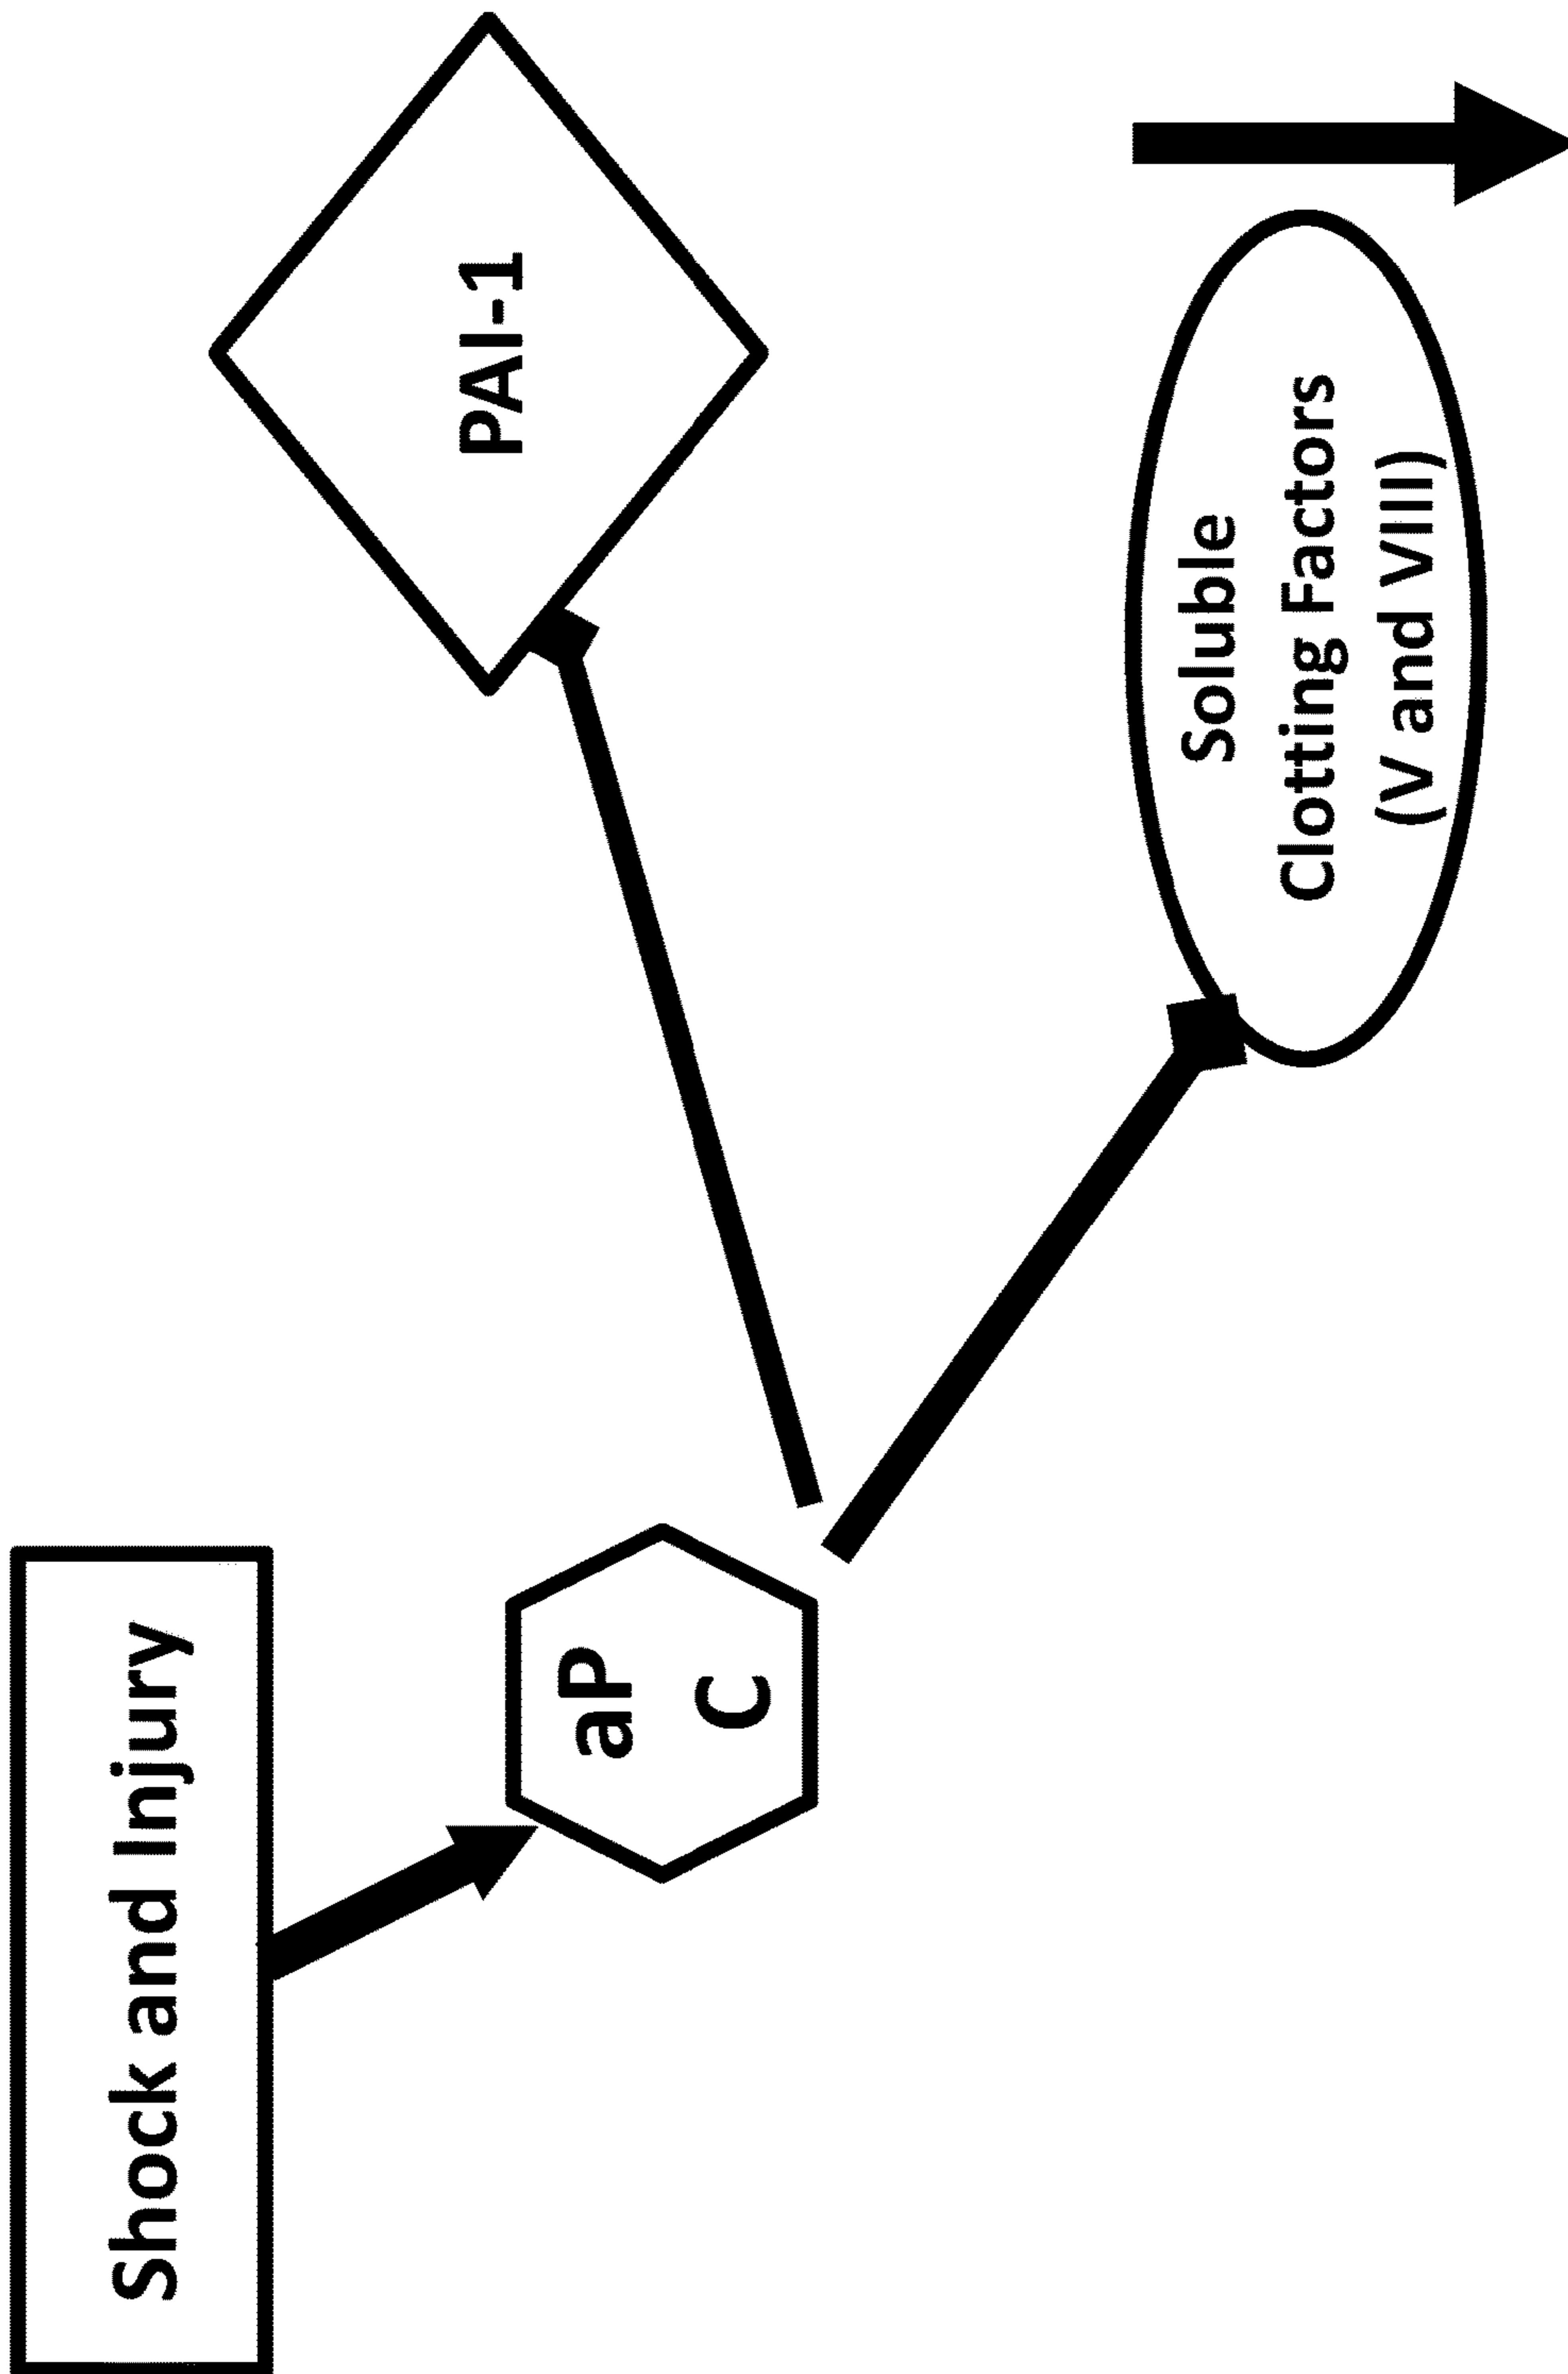 Shock and Injury
aP
C
PAI-1
Soluble
Clotting Factors
(V and VIII)